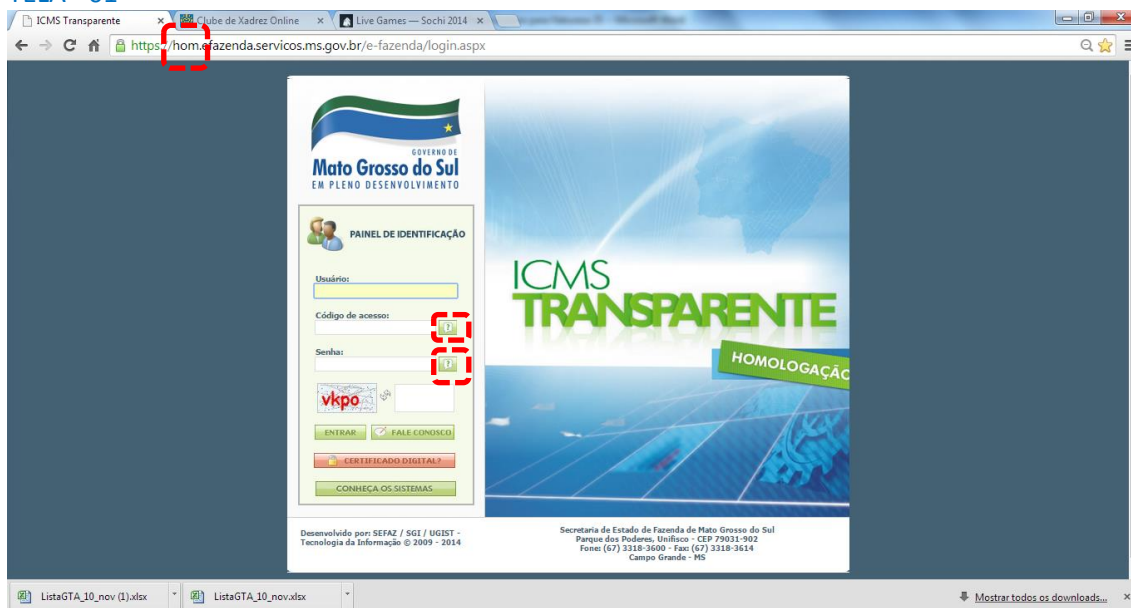 ICMS Transparente
Clube de Xadrez Online
Live Games — Sochi 2014
https://hom.efazenda.servicos.ms.gov.br/e-fazenda/login.aspx
GOVERNO DE
Mato Grosso do Sul
EM PLENO DESENVOLVIMENTO
PAINEL DE IDENTIFICAÇÃO
Usuário:
Código de acesso:
?
Senha:
?
vkpo
ENTRAR
FALE CONOSCO
CERTIFICADO DIGITAL?
CONHEÇA OS SISTEMAS
ICMS
TRANSPARENTE
HOMOLOGAÇÃO
Desenvolvido por: SEFAZ / SGI / UGIST -
Tecnologia da Informação © 2009 - 2014
Secretaria de Estado de Fazenda de Mato Grosso do Sul
Parque dos Poderes, Unifisco - CEP 79031-902
Fone: (67) 3318-3600 - Fax: (67) 3318-3614
Campo Grande - MS
ListaGTA_10_nov (1).xlsx
ListaGTA_10_nov.xlsx
Mostrar todos os downloads...